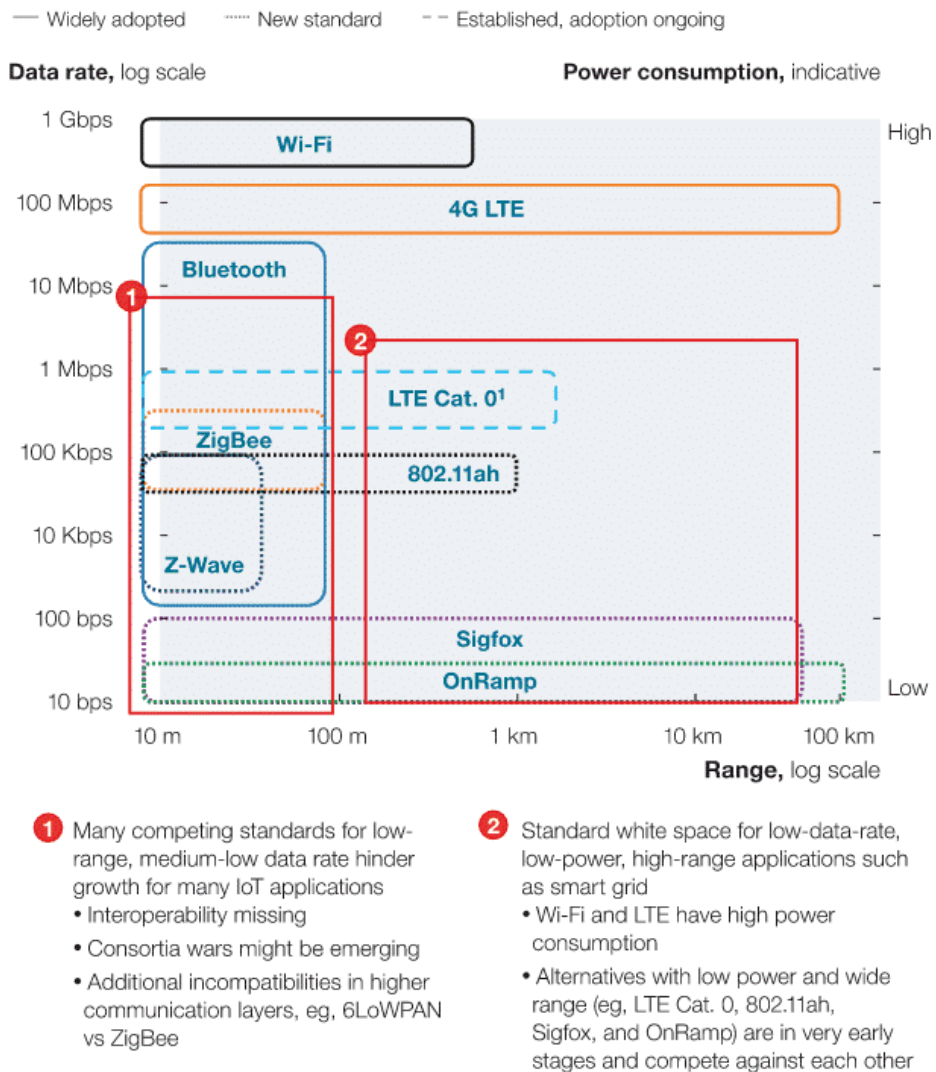 Widely adopted New standard Established, adoption ongoing
Data rate, log scale
Power consumption, indicative
1 Gbps
High
Wi-Fi
100 Mbps
4G LTE
Bluetooth
10 Mbps
1
2
1 Mbps
LTE Cat. 0¹
ZigBee
100 Kbps
802.11ah
10 Kbps
Z-Wave
100 bps
Sigfox
OnRamp
10 bps
Low
10 m 100 m 1 km 10 km 100 km
Range, log scale
1 Many competing standards for low-
range, medium-low data rate hinder
growth for many IoT applications
• Interoperability missing
• Consortia wars might be emerging
• Additional incompatibilities in higher
communication layers, eg, 6LoWPAN
vs ZigBee
2 Standard white space for low-data-rate,
low-power, high-range applications such
as smart grid
• Wi-Fi and LTE have high power
consumption
• Alternatives with low power and wide
range (eg, LTE Cat. 0, 802.11ah,
Sigfox, and OnRamp) are in very early
stages and compete against each other